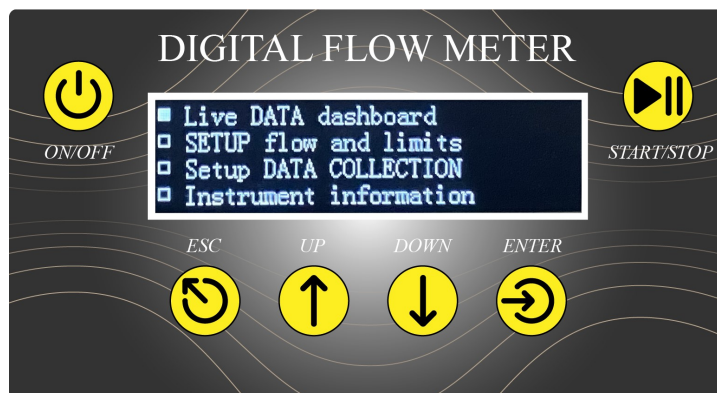 DIGITAL FLOW METER
ON/OFF
Live DATA dashboard
SETUP flow and limits
Setup DATA COLLECTION
Instrument information
START/STOP
ESC
UP
DOWN
ENTER